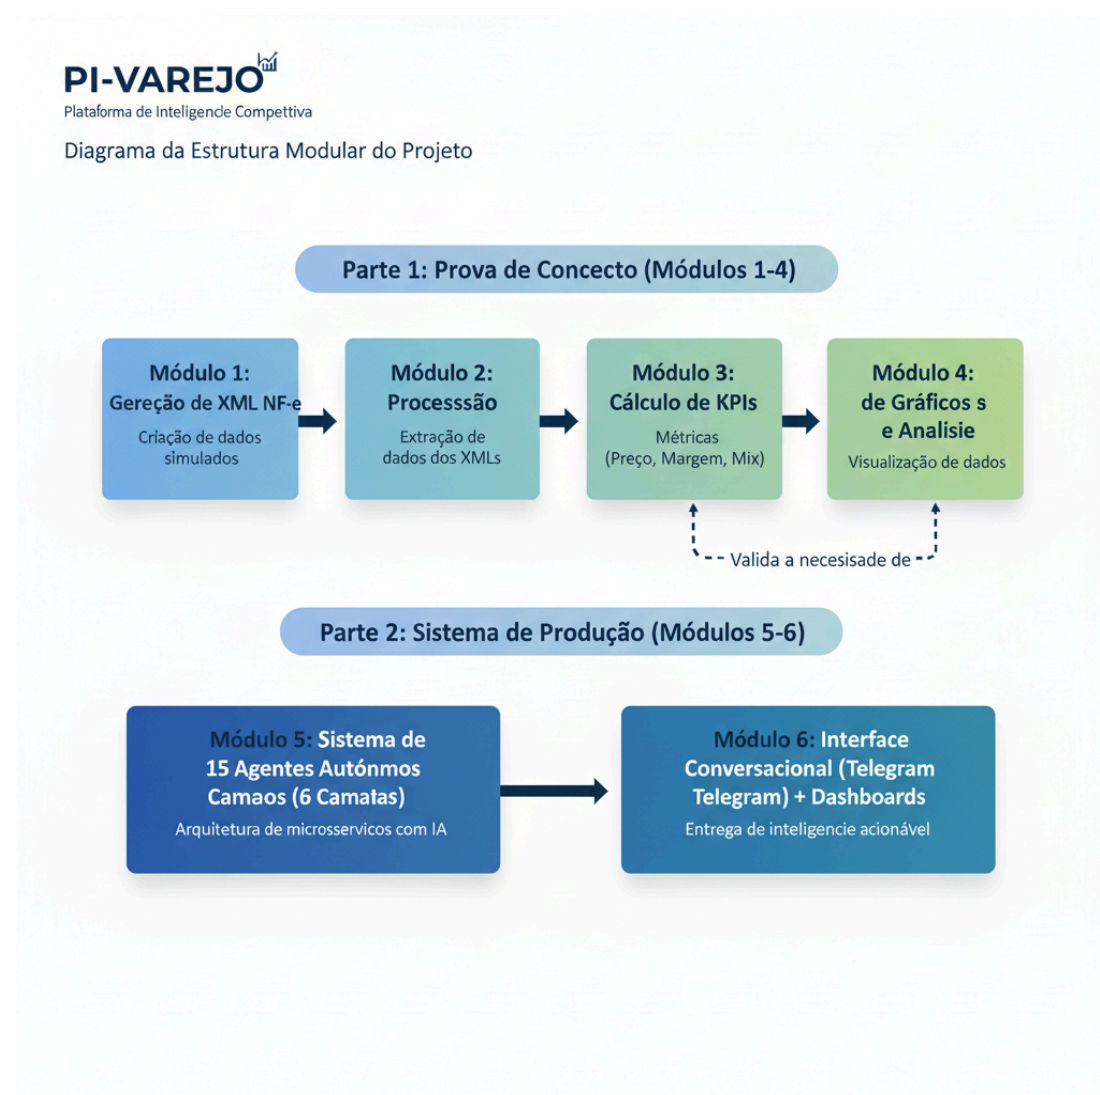 PI-VAREJO
Plataforma de Inteligencie Compettiva
Diagrama da Estrutura Modular do Projeto
Parte 1: Prova de Concecto (Módulos 1-4)
Módulo 1:
Gereção de XML NF-e
Criação de dados
simulados
Módulo 2:
Processsão
Extração de
dados dos XMLs
Módulo 3:
Cálculo de KPIs
Métricas
(Preço, Margem, Mix)
Módulo 4:
de Gráficos s
e Analisie
Visualização de dados
Valida a necesisade de
Parte 2: Sistema de Produção (Módulos 5-6)
Módulo 5: Sistema de
15 Agentes Autónmos
Camaos (6 Camatas)
Arquitetura de microsservicos com IA
Módulo 6: Interface
Conversacional (Telegram
Telegram) + Dashboards
Entrega de inteligencie acionável